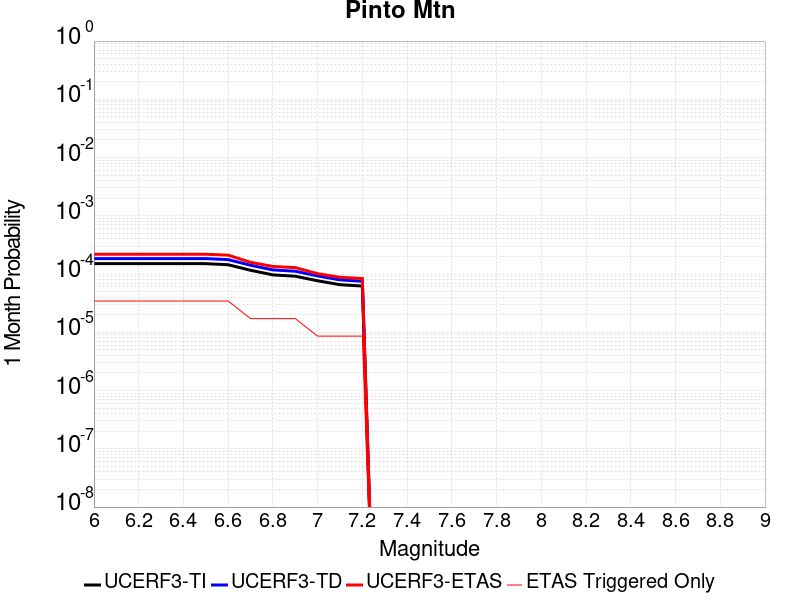 Pinto Mtn
10^0
10^-1
10^-2
10^-3
10^-4
10^-5
10^-6
10^-7
10^-8
1 Month Probability
6 6.2 6.4 6.6 6.8 7 7.2 7.4 7.6 7.8 8 8.2 8.4 8.6 8.8 9
Magnitude
UCERF3-TI UCERF3-TD UCERF3-ETAS ETAS Triggered Only